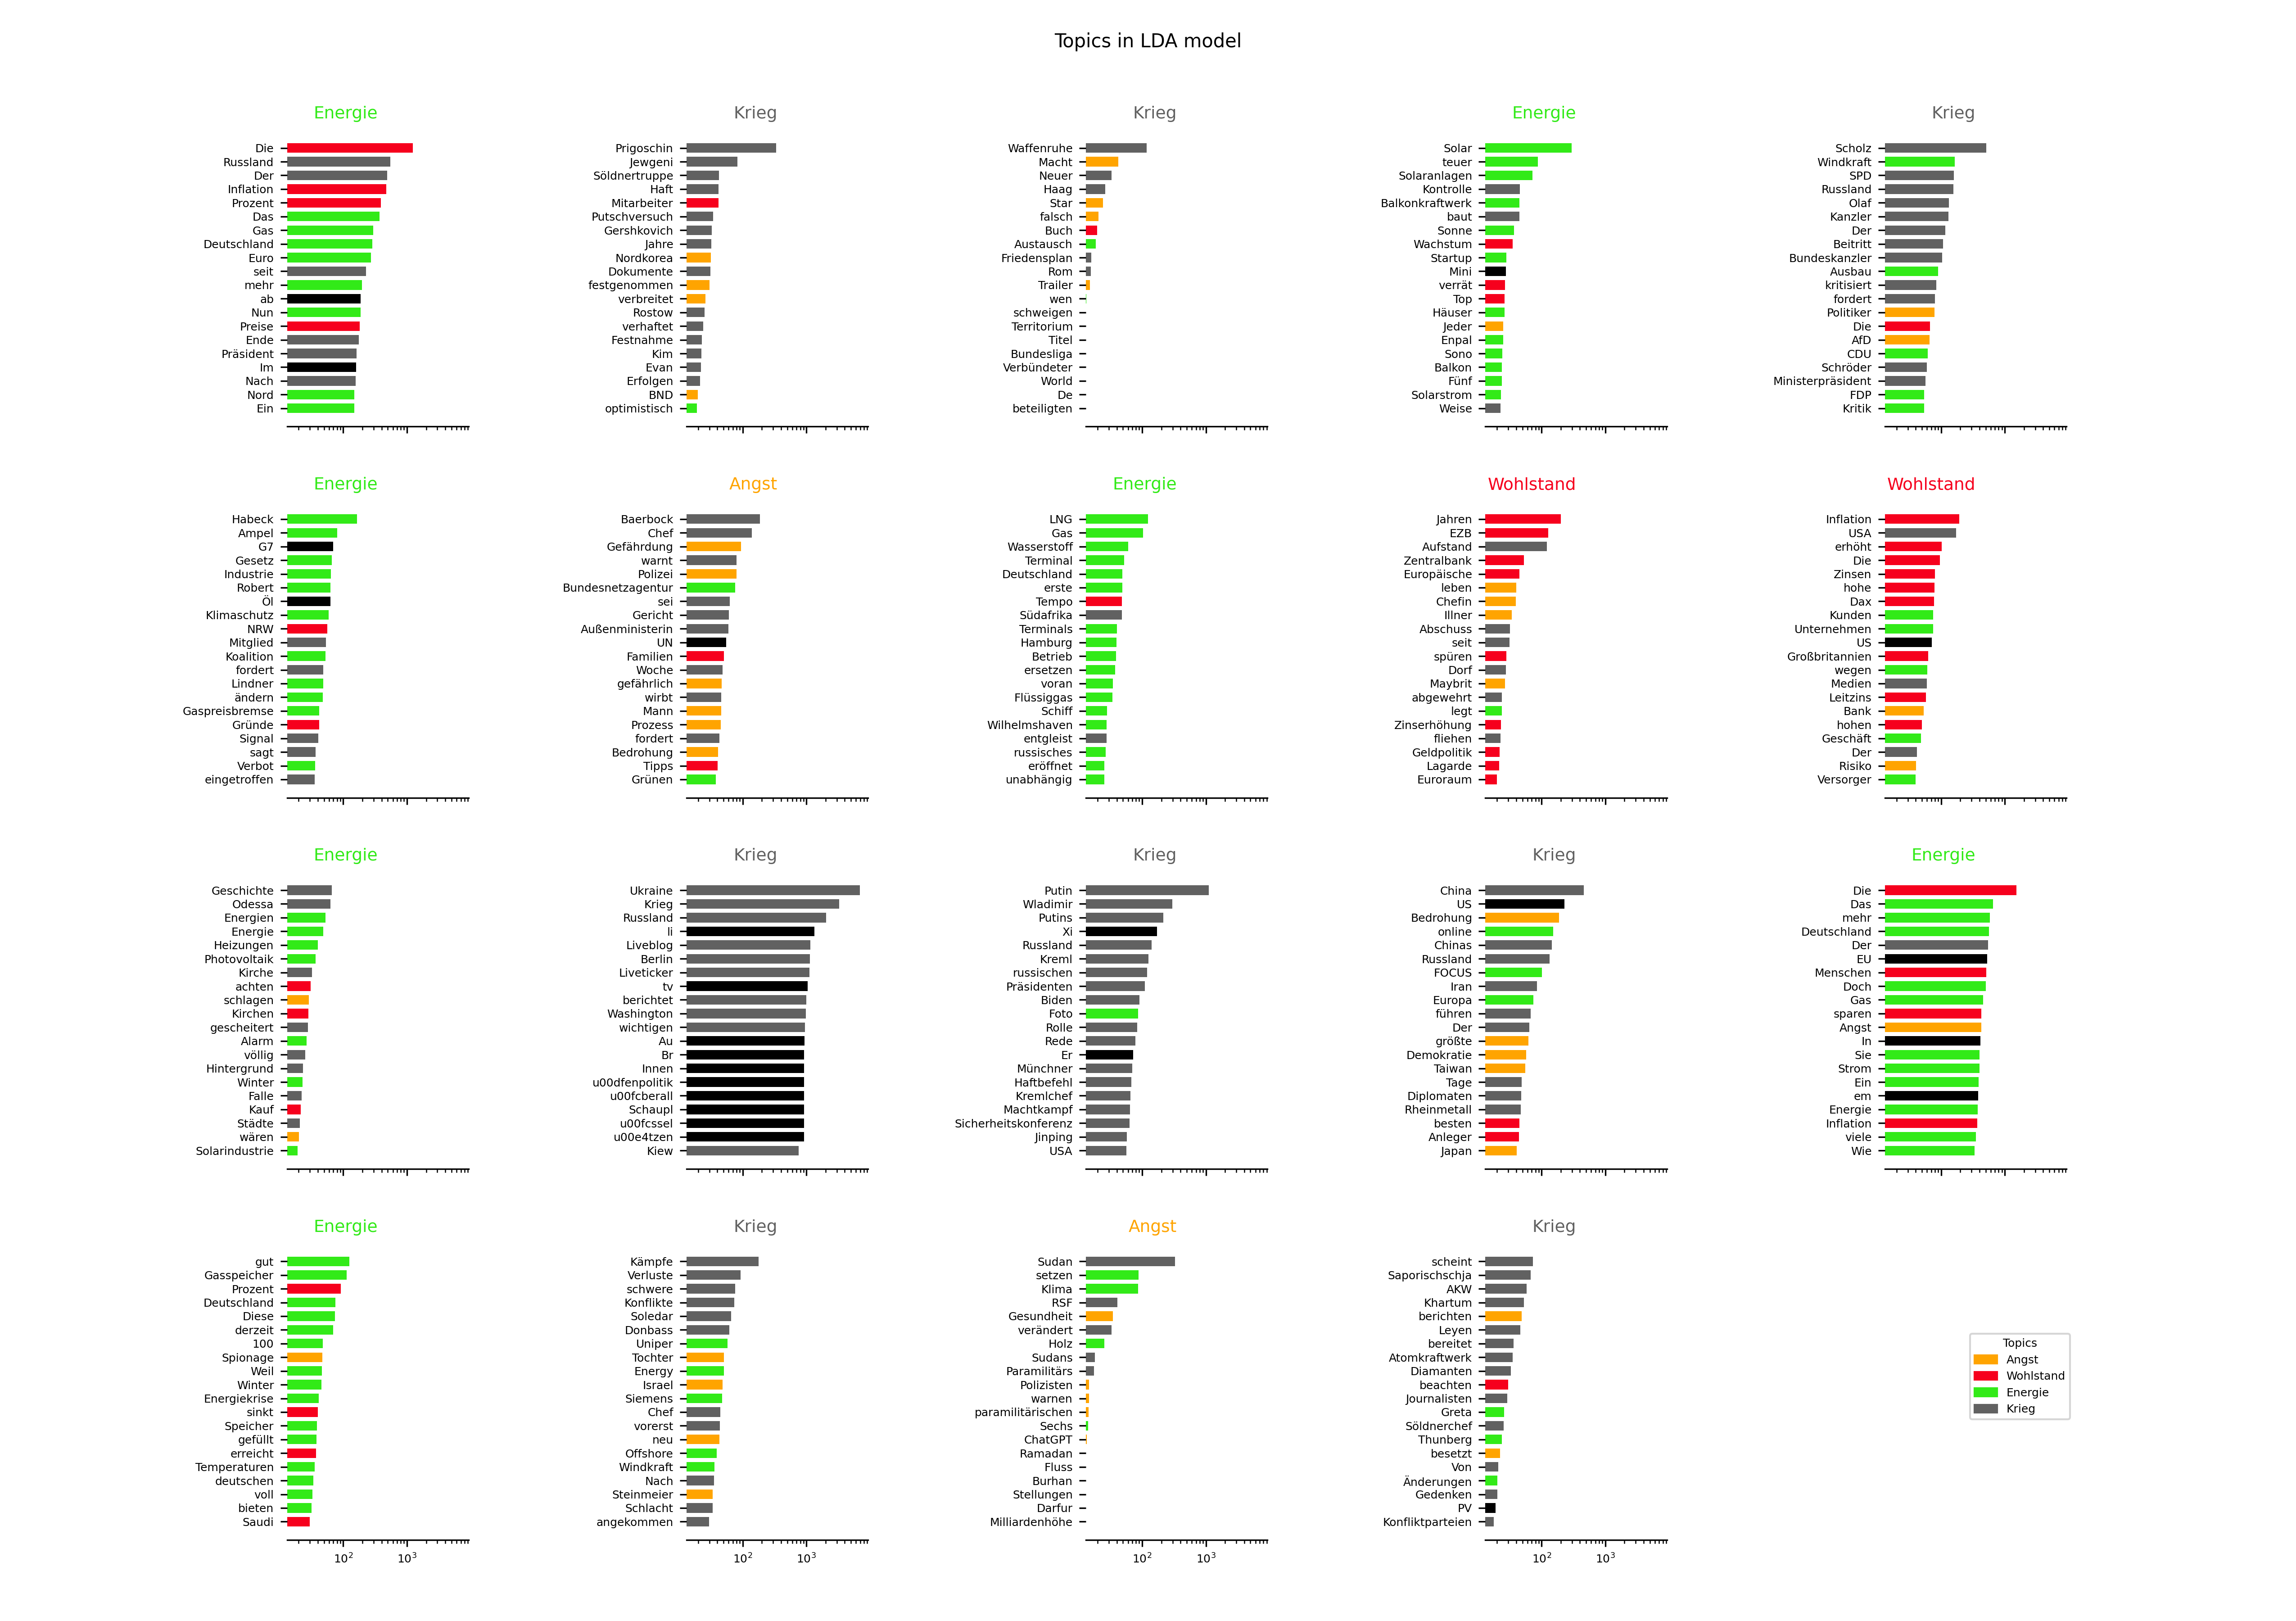 Topics in LDA model
Energie
Die
Russland
Der
Inflation
Prozent
Das
Gas
Deutschland
Euro
seit
mehr
ab
Nun
Preise
Ende
Präsident
Im
Nach
Nord
Ein
Krieg
Prigoschin
Jewgeni
Söldnertruppe
Haft
Mitarbeiter
Putschversuch
Gershkovich
Jahre
Nordkorea
Dokumente
festgenommen
verbreitet
Rostow
verhaftet
Festnahme
Kim
Evan
Erfolgen
BND
optimistisch
Krieg
Waffenruhe
Macht
Neuer
Haag
Star
falsch
Buch
Austausch
Friedensplan
Rom
Trailer
wen
schweigen
Territorium
Titel
Bundesliga
Verbündeter
World
De
beteiligten
Energie
Solar
teuer
Solaranlagen
Kontrolle
Balkonkraftwerk
baut
Sonne
Wachstum
Startup
Mini
verrät
Top
Häuser
Jeder
Enpal
Sono
Balkon
Fünf
Solarstrom
Weise
Krieg
Scholz
Windkraft
SPD
Russland
Olaf
Kanzler
Der
Beitritt
Bundeskanzler
Ausbau
kritisiert
fordert
Politiker
Die
AfD
CDU
Schröder
Ministerpräsident
FDP
Kritik
Energie
Habeck
Ampel
G7
Gesetz
Industrie
Robert
Öl
Klimaschutz
NRW
Mitglied
Koalition
fordert
Lindner
ändern
Gaspreisbremse
Gründe
Signal
sagt
Verbot
eingetroffen
Angst
Baerbock
Chef
Gefährdung
warnt
Polizei
Bundesnetzagentur
sei
Gericht
Außenministerin
UN
Familien
Woche
gefährlich
wirbt
Mann
Prozess
fordert
Bedrohung
Tipps
Grünen
Energie
LNG
Gas
Wasserstoff
Terminal
Deutschland
erste
Tempo
Südafrika
Terminals
Hamburg
Betrieb
ersetzen
voran
Flüssiggas
Schiff
Wilhelmshaven
entgleist
russisches
eröffnet
unabhängig
Wohlstand
Jahren
EZB
Aufstand
Zentralbank
Europäische
leben
Chefin
Illner
Abschuss
seit
spüren
Dorf
Maybrit
abgewehrt
legt
Zinserhöhung
fliehen
Geldpolitik
Lagarde
Euroraum
Wohlstand
Inflation
USA
erhöht
Die
Zinsen
hohe
Dax
Kunden
Unternehmen
US
Großbritannien
wegen
Medien
Leitzins
Bank
hohen
Geschäft
Der
Risiko
Versorger
Energie
Geschichte
Odessa
Energien
Energie
Heizungen
Photovoltaik
Kirche
achten
schlagen
Kirchen
gescheitert
Alarm
völlig
Hintergrund
Winter
Falle
Kauf
Städte
wären
Solarindustrie
Krieg
Ukraine
Krieg
Russland
li
Liveblog
Berlin
Liveticker
tv
berichtet
Washington
wichtigen
Au
Br
Innen
u00dfenpolitik
u00fcberall
Schaupl
u00fcssel
u00e4tzen
Kiew
Krieg
Putin
Wladimir
Putins
Xi
Russland
Kreml
russischen
Präsidenten
Biden
Foto
Rolle
Rede
Er
Münchner
Haftbefehl
Kremlchef
Machtkampf
Sicherheitskonferenz
Jinping
USA
Krieg
China
US
Bedrohung
online
Chinas
Russland
FOCUS
Iran
Europa
führen
Der
größte
Demokratie
Taiwan
Tage
Diplomaten
Rheinmetall
besten
Anleger
Japan
Energie
Die
Das
mehr
Deutschland
Der
EU
Menschen
Doch
Gas
sparen
Angst
In
Sie
Strom
Ein
em
Energie
Inflation
viele
Wie
Energie
gut
Gasspeicher
Prozent
Deutschland
Diese
derzeit
100
Spionage
Weil
Winter
Energiekrise
sinkt
Speicher
gefüllt
erreicht
Temperaturen
deutschen
voll
bieten
Saudi
10² 10³
Krieg
Kämpfe
Verluste
schwere
Konflikte
Soledar
Donbass
Uniper
Tochter
Energy
Israel
Siemens
Chef
vorerst
neu
Offshore
Windkraft
Nach
Steinmeier
Schlacht
angekommen
10² 10³
Angst
Sudan
setzen
Klima
RSF
Gesundheit
verändert
Holz
Sudans
Paramilitärs
Polizisten
warnen
paramilitärischen
Sechs
ChatGPT
Ramadan
Fluss
Burhan
Stellungen
Darfur
Milliardenhöhe
10² 10³
Krieg
scheint
Saporischschja
AKW
Khartum
berichten
Leyen
bereitet
Atomkraftwerk
Diamanten
beachten
Journalisten
Greta
Söldnerchef
Thunberg
besetzt
Von
Änderungen
Gedenken
PV
Konfliktparteien
10² 10³
Topics
Angst
Wohlstand
Energie
Krieg